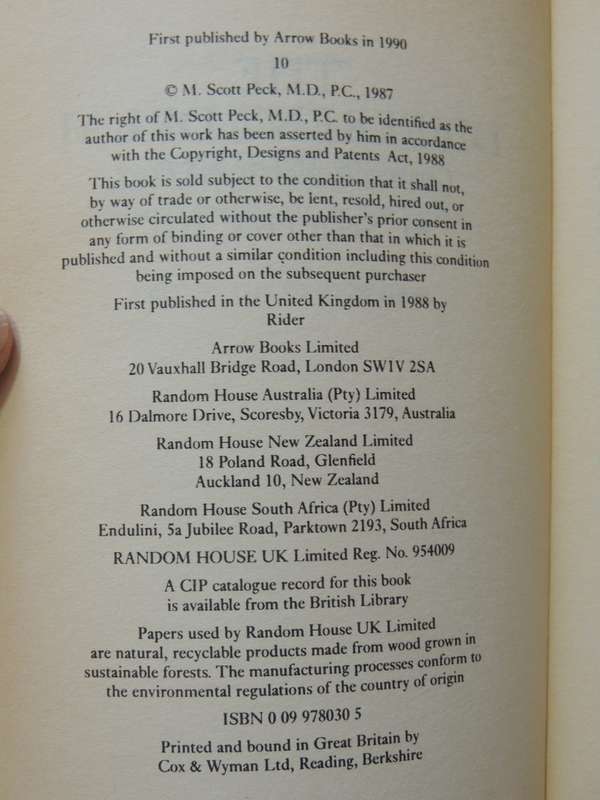 First published by Arrow Books in 1990
10
© M. Scott Peck, M.D., P.C., 1987
The right of M. Scott Peck, M.D., P.C. to be identified as the
author of this work has been asserted by him in accordance
with the Copyright, Designs and Patents Act, 1988
This book is sold subject to the condition that it shall not,
by way of trade or otherwise, be lent, resold, hired out, or
otherwise circulated without the publisher's prior consent in
any form of binding or cover other than that in which it is
published and without a similar condition including this condition
being imposed on the subsequent purchaser
First published in the United Kingdom in 1988 by
Rider
Arrow Books Limited
20 Vauxhall Bridge Road, London SW1V 2SA
Random House Australia (Pty) Limited
16 Dalmore Drive, Scoresby, Victoria 3179, Australia
Random House New Zealand Limited
18 Poland Road, Glenfield
Auckland 10, New Zealand
Random House South Africa (Pty) Limited
Endulini, 5a Jubilee Road, Parktown 2193, South Africa
RANDOM HOUSE UK Limited Reg. No. 954009
A CIP catalogue record for this book
is available from the British Library
Papers used by Random House UK Limited
are natural, recyclable products made from wood grown in
sustainable forests. The manufacturing processes conform to
the environmental regulations of the country of origin
ISBN 0 09 978030 5
Printed and bound in Great Britain by
Cox & Wyman Ltd, Reading, Berkshire